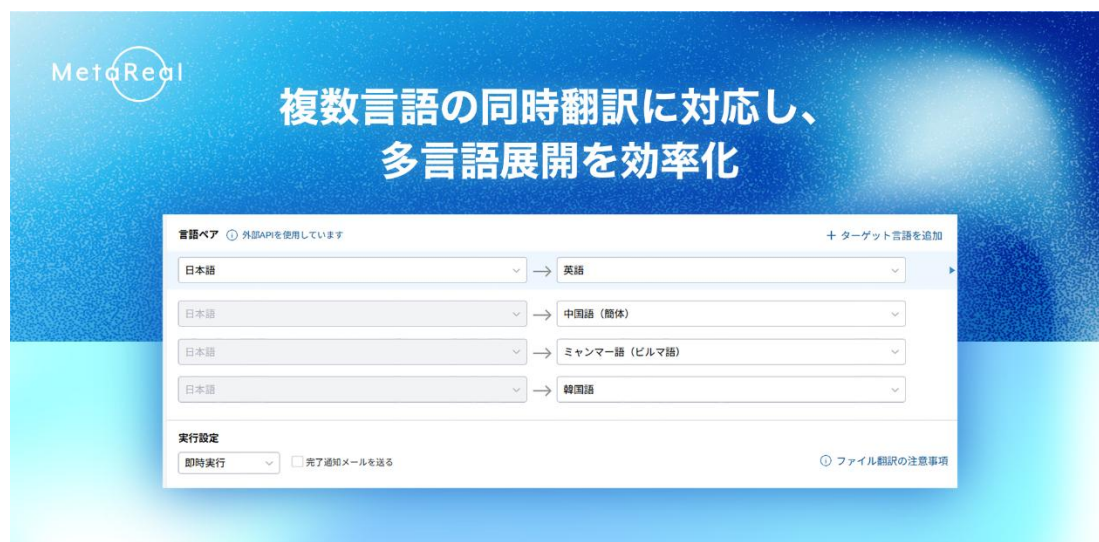 MetaReal
複数言語の同時翻訳に対応し、
多言語展開を効率化
言語ペア ⓘ 外部APIを使用しています ＋ ターゲット言語を追加
日本語 → 英語
日本語 → 中国語（簡体）
日本語 → ミャンマー語（ビルマ語）
日本語 → 韓国語
実行設定
即時実行 完了通知メールを送る ⓘ ファイル翻訳の注意事項